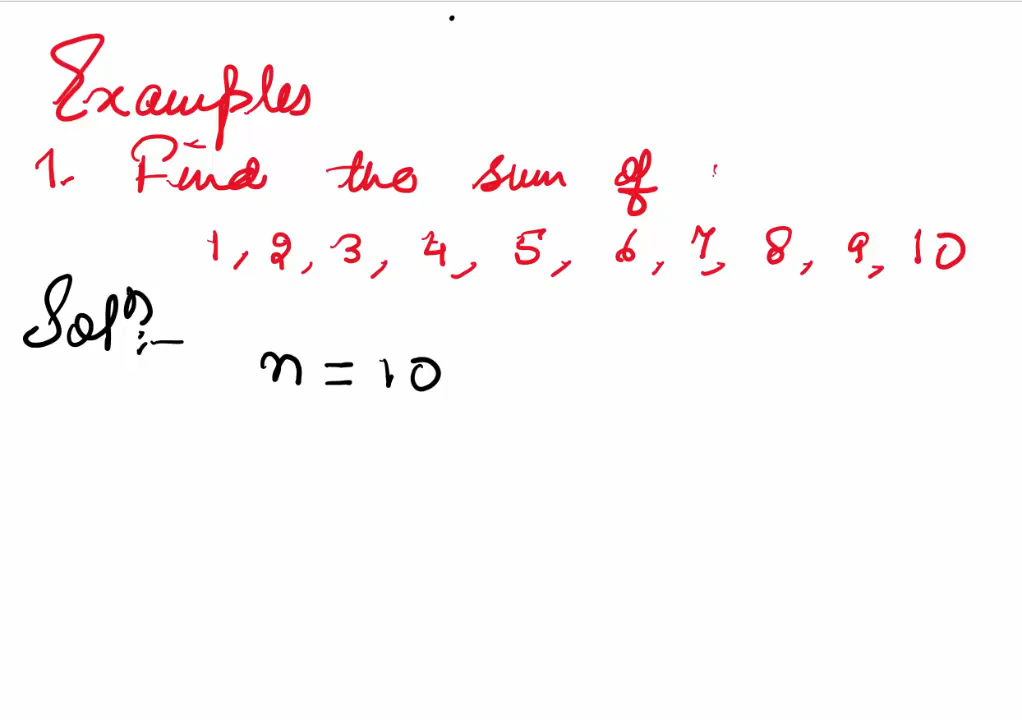 Examples
1. Find the sum of
1, 2, 3, 4, 5, 6, 7, 8, 9, 10
Solⁿ:-
n = 10